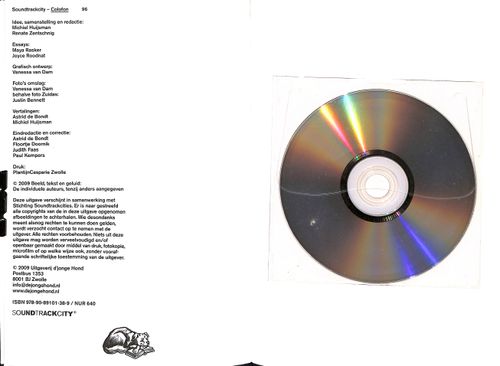 Soundtrackcity – Colofon 96
Idee, samenstelling en redactie:
Michiel Huijsman
Renate Zentschnig
Essays:
Maya Rasker
Joyce Roodnat
Grafisch ontwerp:
Vanessa van Dam
Foto's omslag:
Vanessa van Dam
behalve foto Zuidas:
Justin Bennett
Vertalingen:
Astrid de Bondt
Michiel Huijsman
Eindredactie en correctie:
Astrid de Bondt
Floortje Doornik
Judith Faas
Paul Kempers
Druk:
PlantijnCasparie Zwolle
© 2009 Beeld, tekst en geluid:
De individuele auteurs, tenzij anders aangegeven
Deze uitgave verschijnt in samenwerking met
Stichting Soundtrackcities. Er is naar gestreefd
alle copyrights van de in deze uitgave opgenomen
afbeeldingen te achterhalen. Wie desondanks
meent alsnog rechten te kunnen doen gelden,
wordt verzocht contact op te nemen met de
uitgever. Alle rechten voorbehouden. Niets uit deze
uitgave mag worden verveelvoudigd en/of
openbaar gemaakt door middel van druk, fotokopie,
microfilm of op welke wijze ook, zonder vooraf-
gaande schriftelijke toestemming van de uitgever.
© 2009 Uitgeverij d'jonge Hond
Postbus 1353
8001 BJ Zwolle
info@dejongehond.nl
www.dejongehond.nl
ISBN 978-90-89101-38-9 / NUR 640
SOUNDTRACKCITY